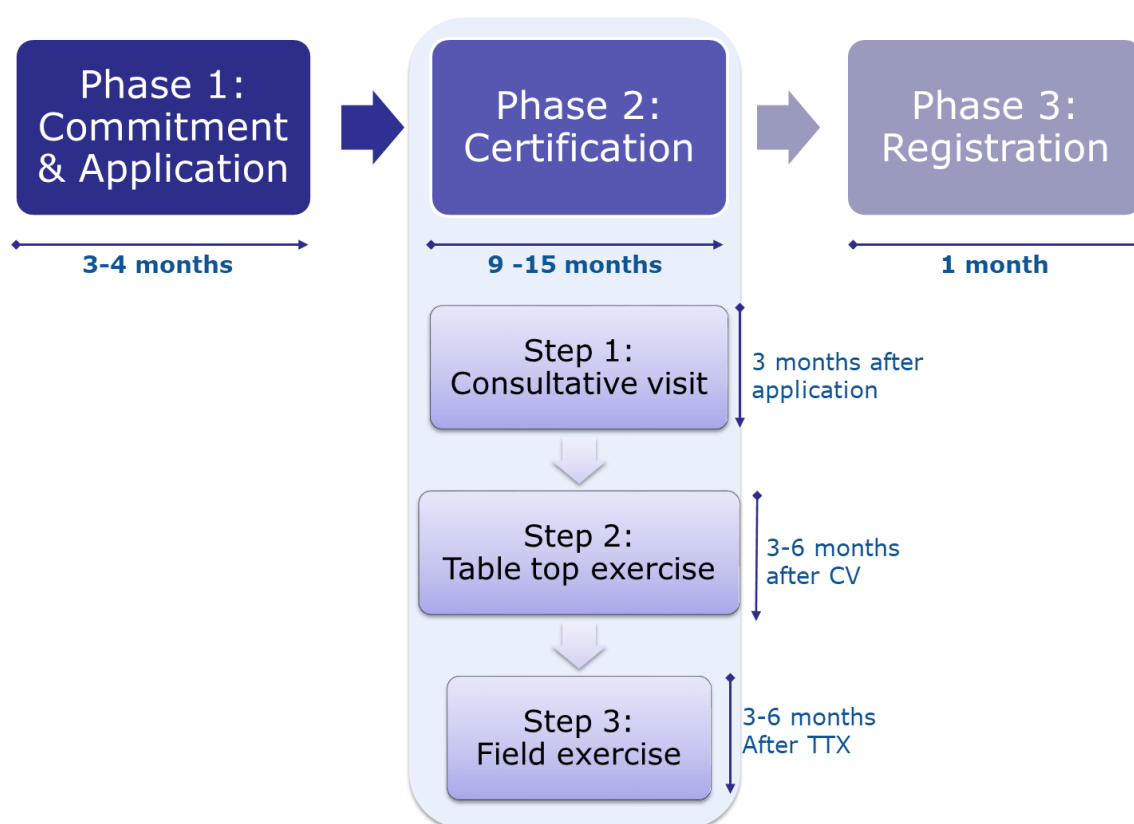 Phase 1:
Commitment
& Application
Phase 2:
Certification
Phase 3:
Registration
3-4 months
9 -15 months
1 month
Step 1:
Consultative visit
3 months after
application
Step 2:
Table top exercise
3-6 months
after CV
Step 3:
Field exercise
3-6 months
After TTX